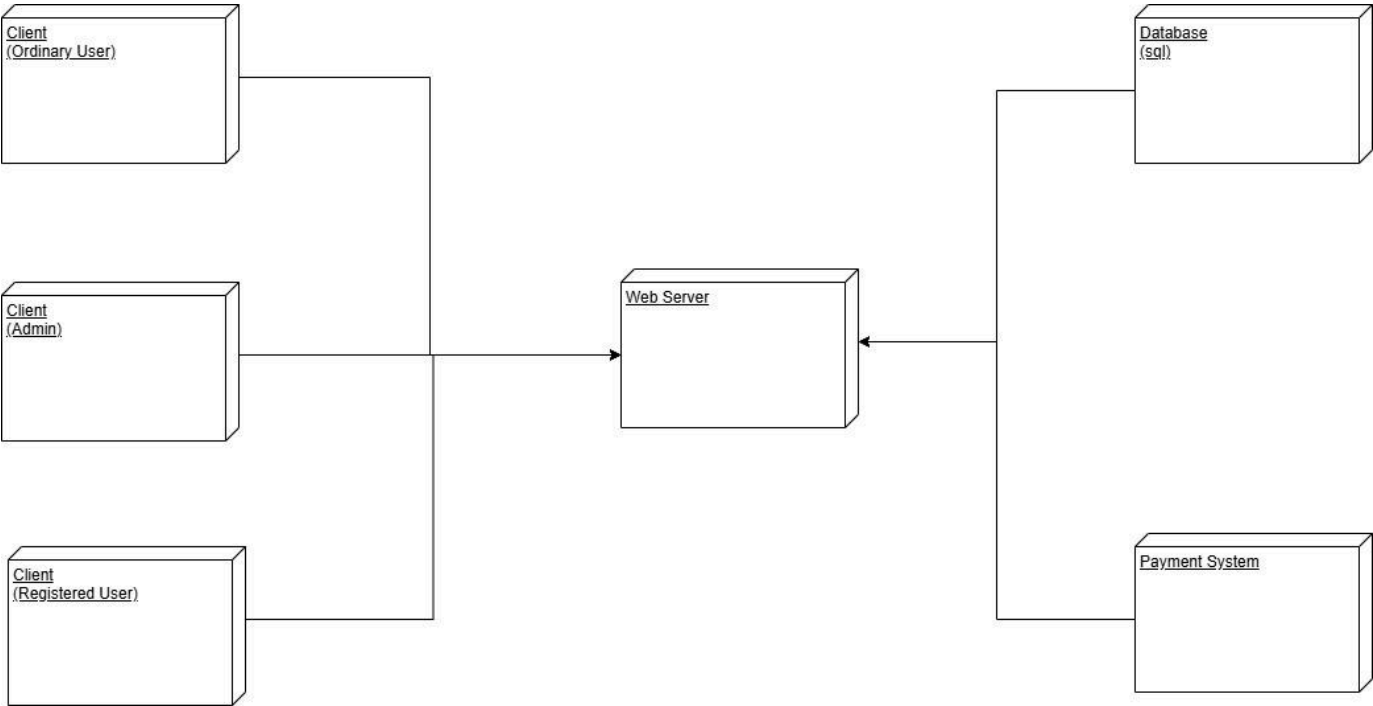 Client
(Ordinary User)
Database
(sql)
Client
(Admin)
Web Server
Client
(Registered User)
Payment System